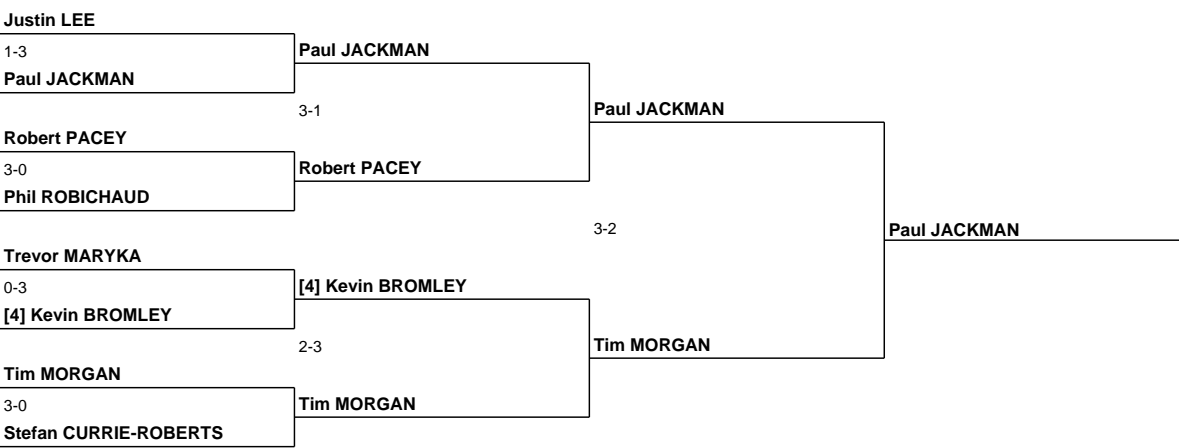 Justin LEE
1-3
Paul JACKMAN
Paul JACKMAN
3-1
Paul JACKMAN
Robert PACEY
3-0
Robert PACEY
Phil ROBICHAUD
3-2
Paul JACKMAN
Trevor MARYKA
0-3
[4] Kevin BROMLEY
[4] Kevin BROMLEY
2-3
Tim MORGAN
Tim MORGAN
3-0
Tim MORGAN
Stefan CURRIE-ROBERTS